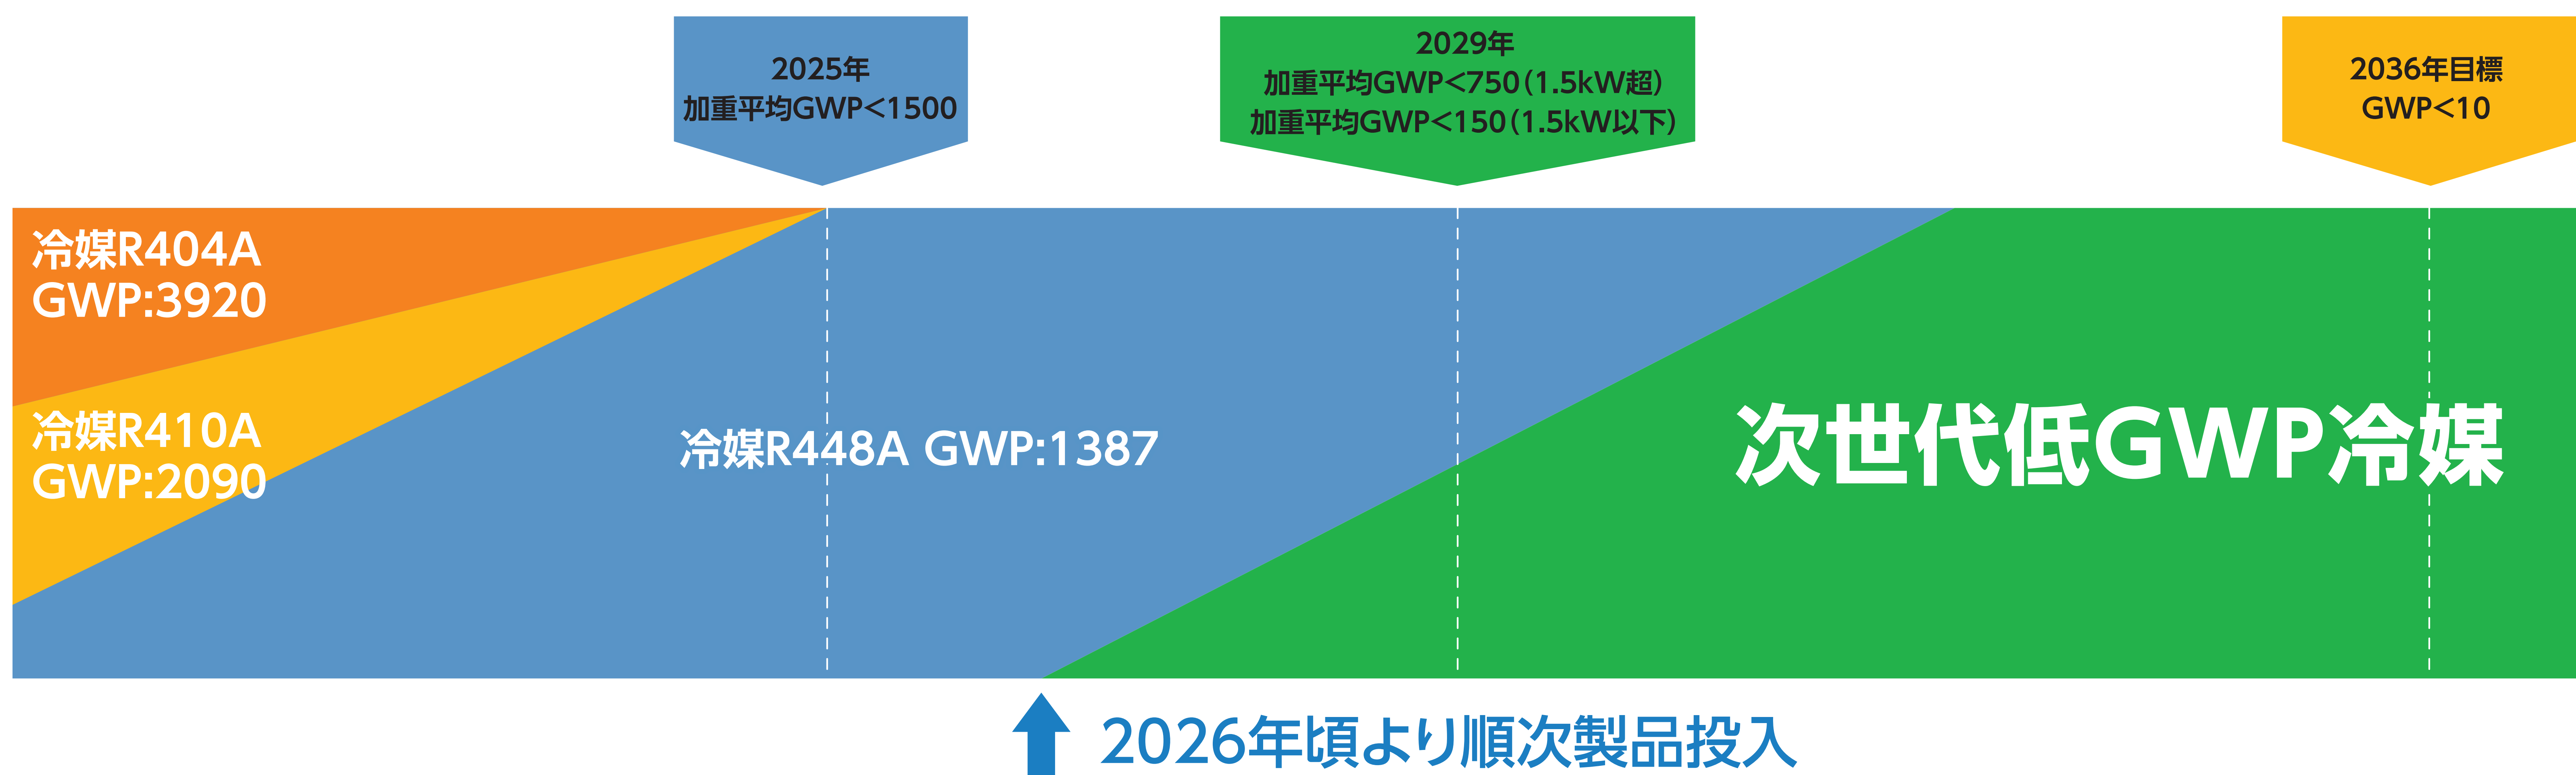 2025年
加重平均GWP<1500
2029年
加重平均GWP<750（1.5kW超）
加重平均GWP<150（1.5kW以下）
2036年目標
GWP<10
冷媒R404A
GWP:3920
冷媒R410A
GWP:2090
冷媒R448A GWP:1387
次世代低GWP冷媒
2026年頃より順次製品投入